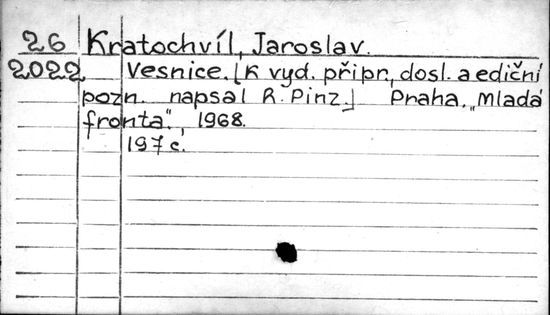 26 Kratochvíl, Jaroslav.
2022 Vesnice. [K vyd. připr., dosl. a ediční
pozn. napsal R. Pinz.] Praha, „Mladá
fronta“, 1968.
197 c.